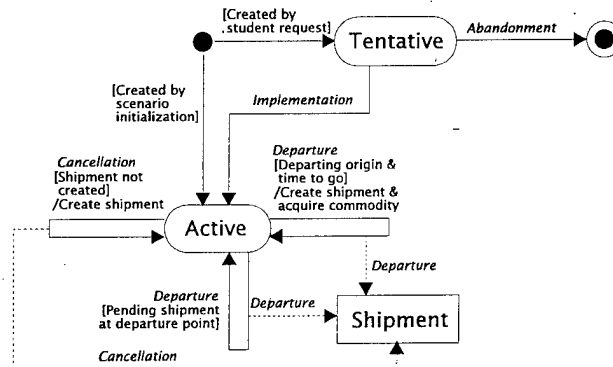 [Created by
student request]
Tentative
Abandonment
[Created by
scenario
initialization]
Implementation
Cancellation
[Shipment not
created]
/Create shipment
Departure
[Departing origin &
time to go]
/Create shipment &
acquire commodity
Active
Departure
Departure
[Pending shipment
at departure point]
Departure
Shipment
Cancellation